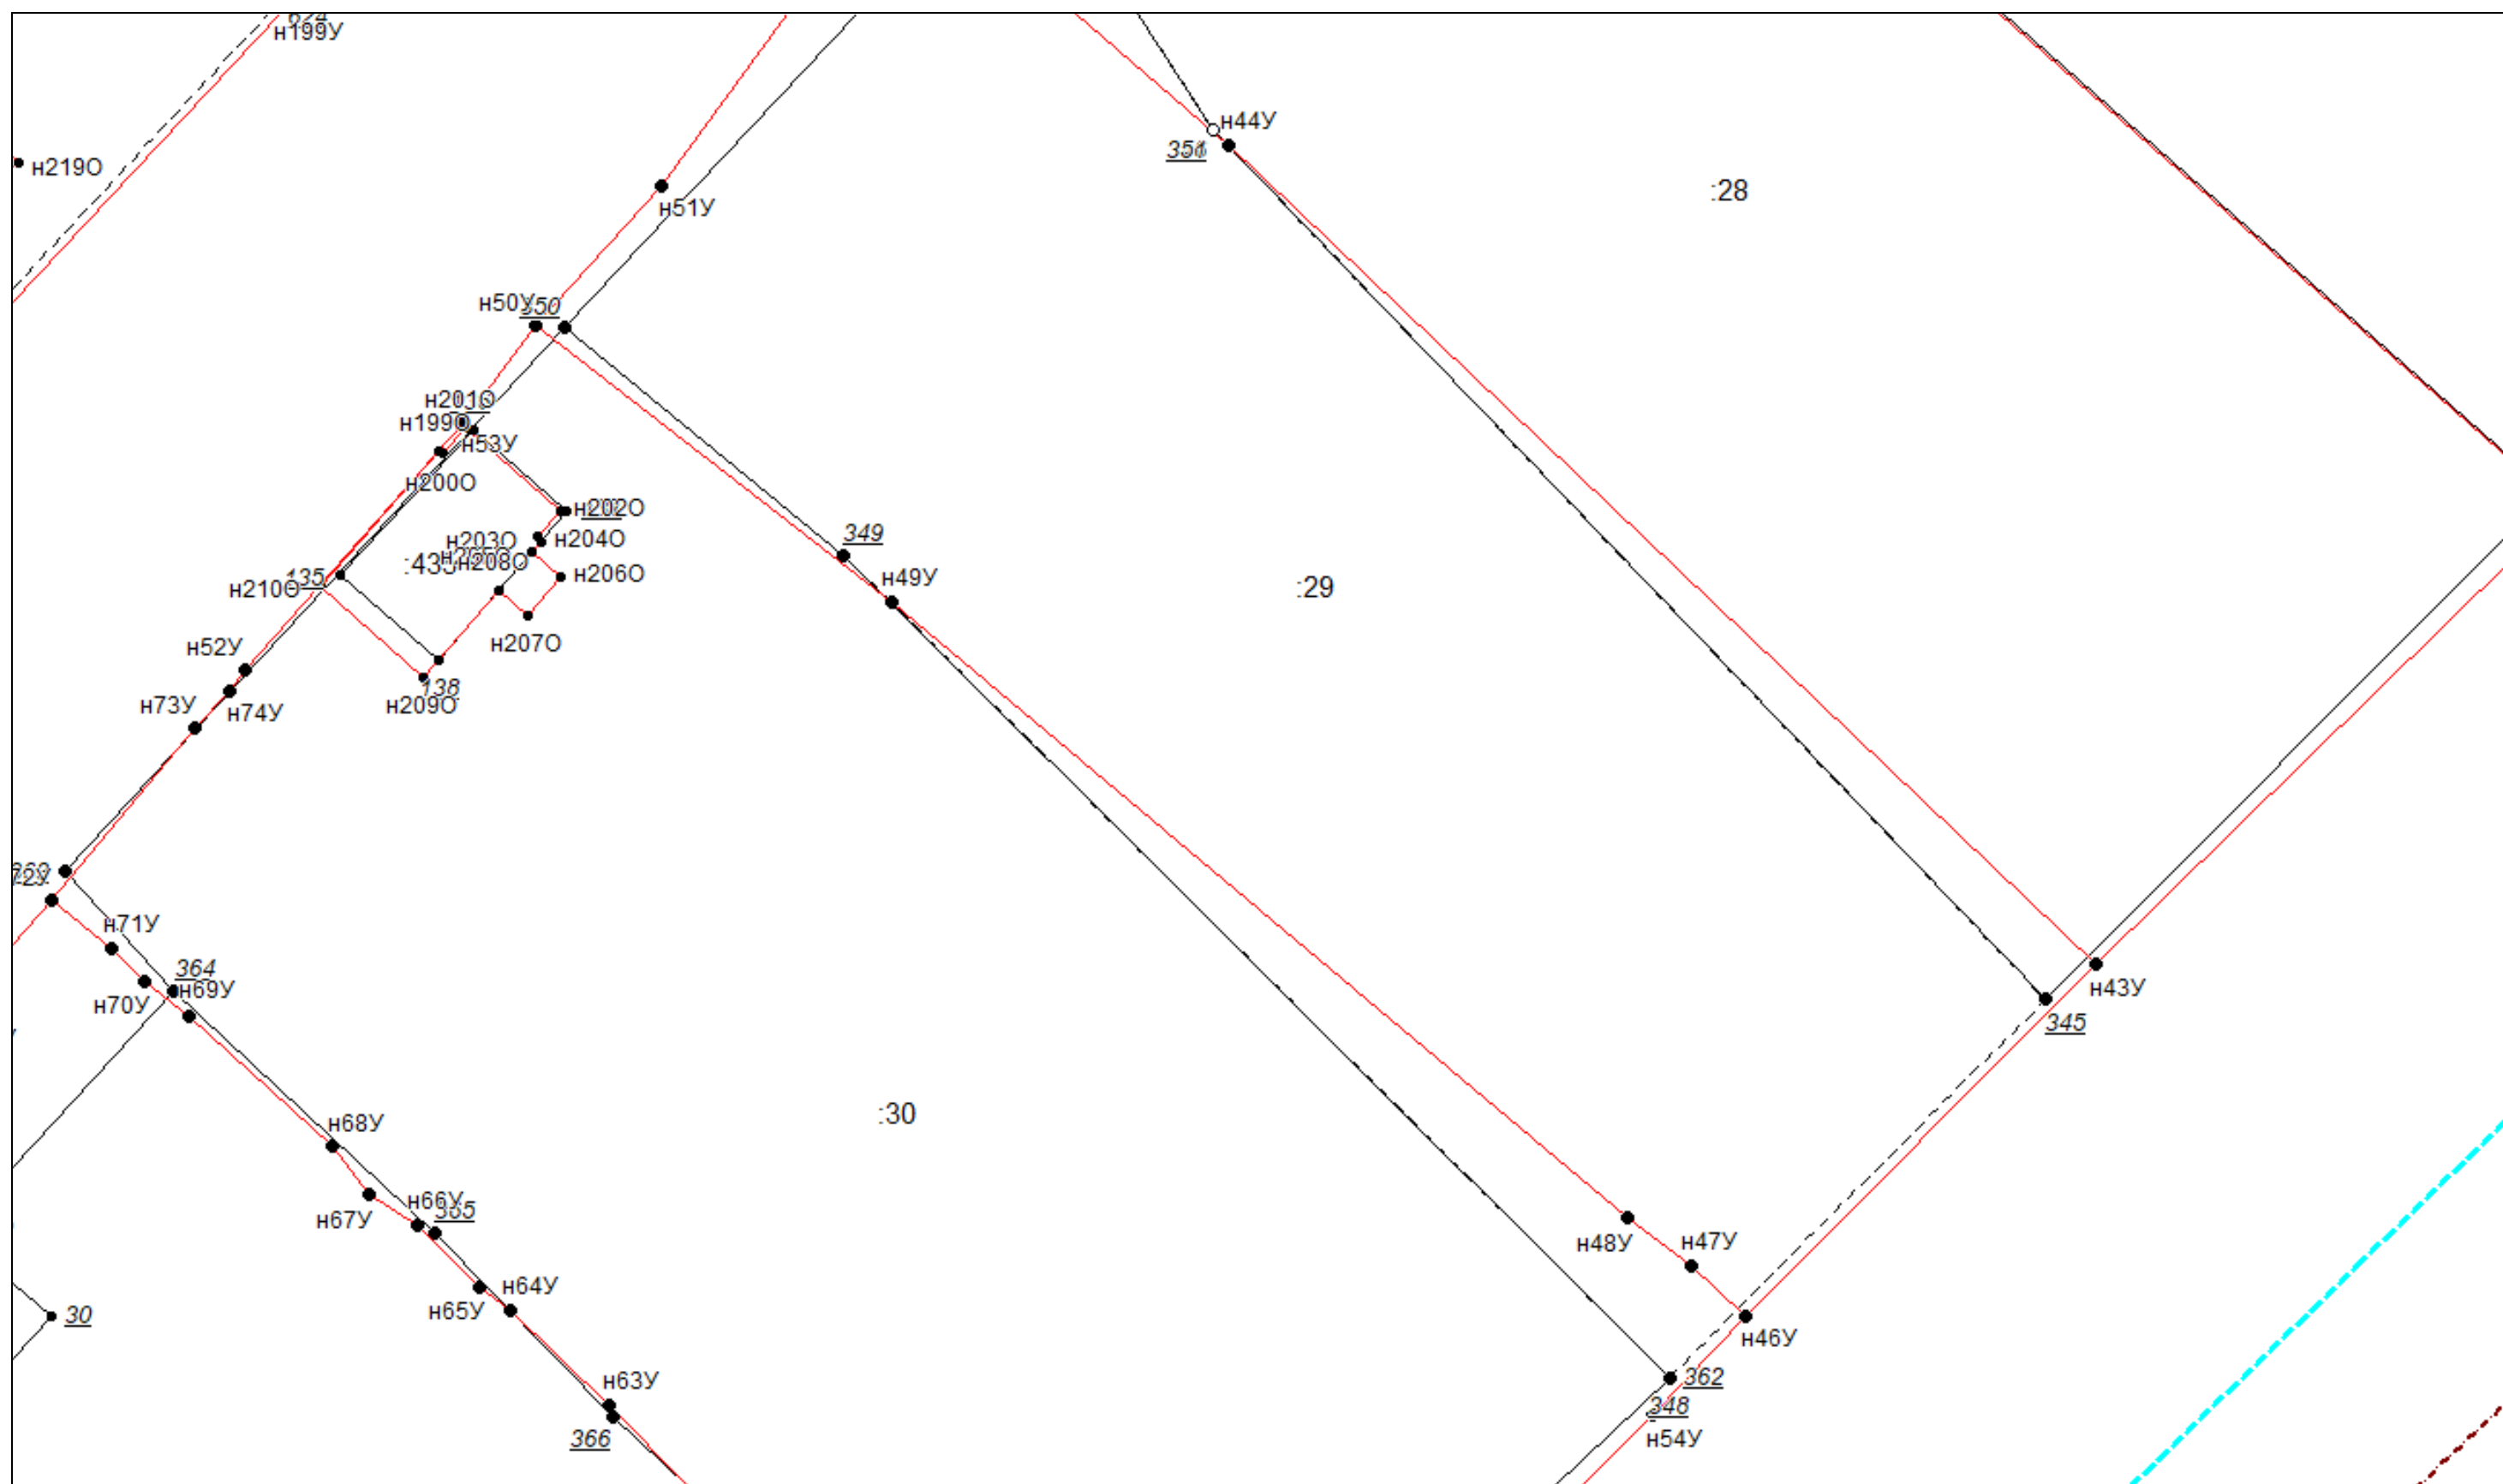 н199У
н219О
н44У
:28
н51У
н50У
350
н201О
н199О
н53У
н200О
н202О
349
н203О
н204О
н208О
н206О
135
:29
н49У
н210О
н207О
н52У
138
н209О
н73У
н74У
н71У
364
н69У
н70У
н43У
345
:30
н68У
н66У
365
н67У
н48У
н47У
н64У
н65У
30
н46У
н63У
362
348
366
н54У